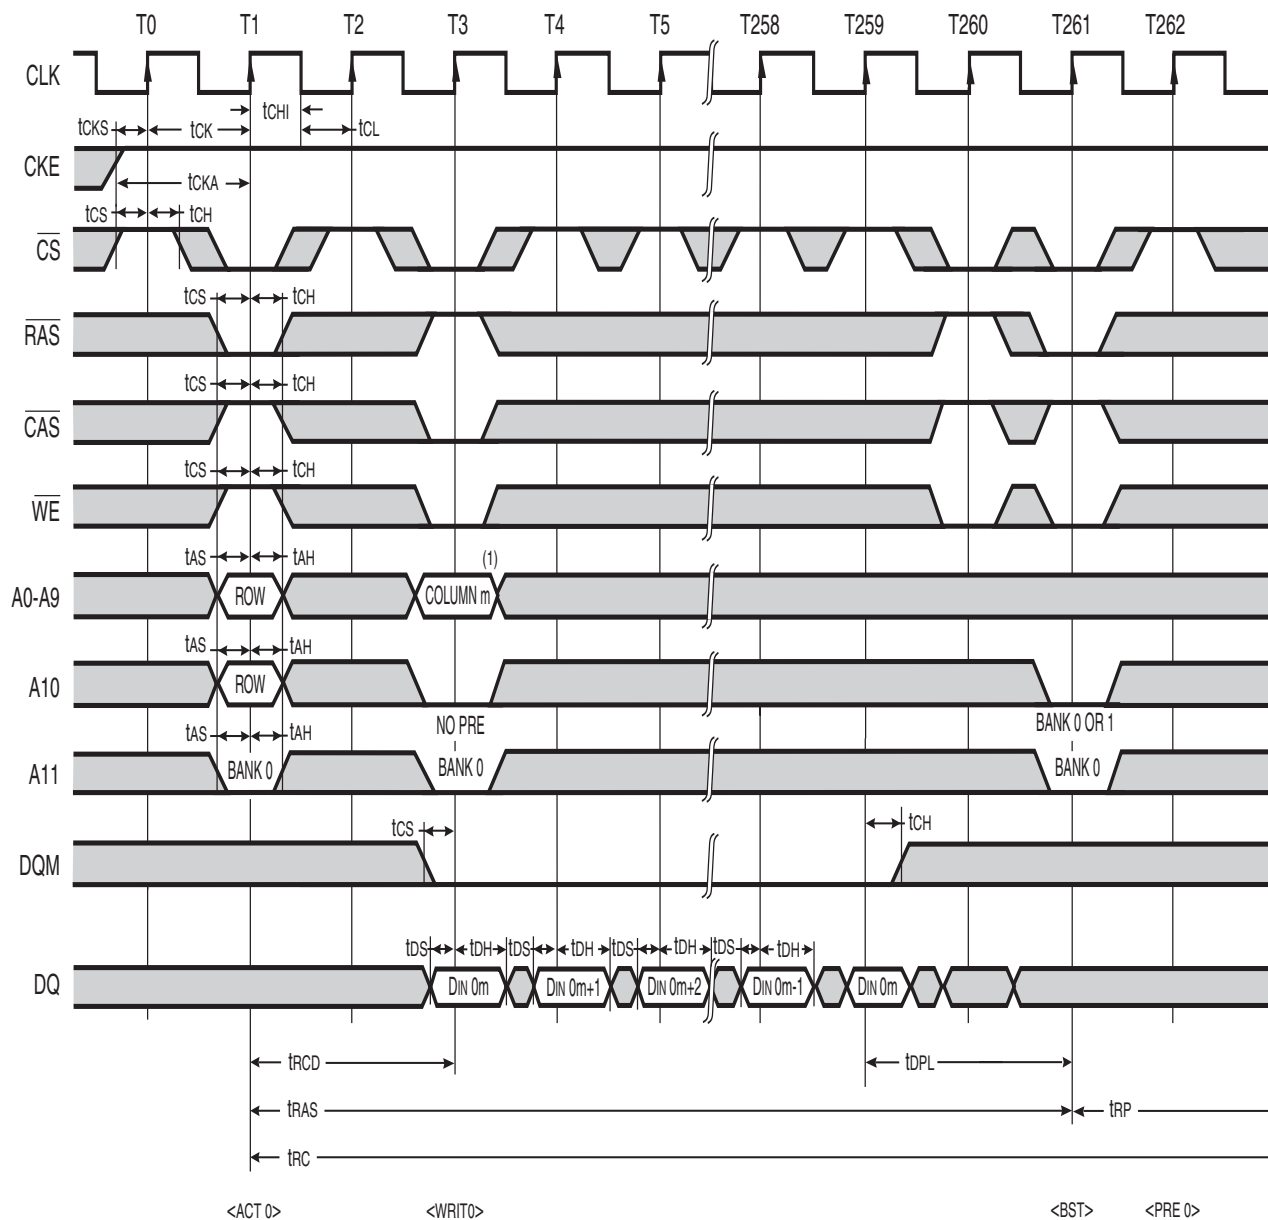 T0 T1 T2 T3 T4 T5 T258 T259 T260 T261 T262
CLK
tCHI
tCKS tCK tCL
CKE
tCKA
tCS tCH
CS
tCS tCH
RAS
tCS tCH
CAS
tCS tCH
WE
tAS tAH (1)
A0-A9 ROW COLUMN m
tAS tAH
A10 ROW
NO PRE BANK 0 OR 1
tAS tAH
A11 BANK 0 BANK 0 BANK 0
tCS tCH
DQM
tDS tDH tDS tDH tDS tDH tDS tDH
DQ DIN 0m DIN 0m+1 DIN 0m+2 DIN 0m-1 DIN 0m
tRCD tDPL
tRAS tRP
tRC
<ACT 0> <WRIT0> <BST> <PRE 0>